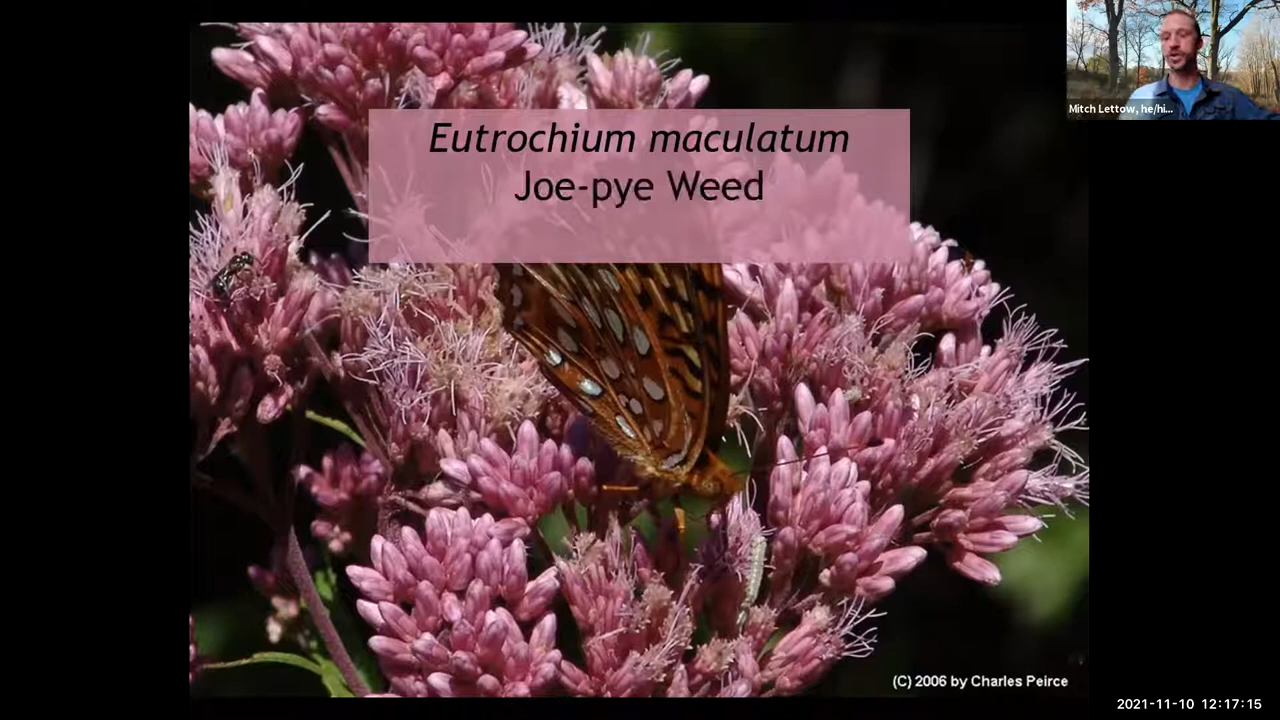 Eutrochium maculatum
Joe-pye Weed
Mitch Lettow, he/hi...
(C) 2006 by Charles Peirce
2021-11-10 12:17:15